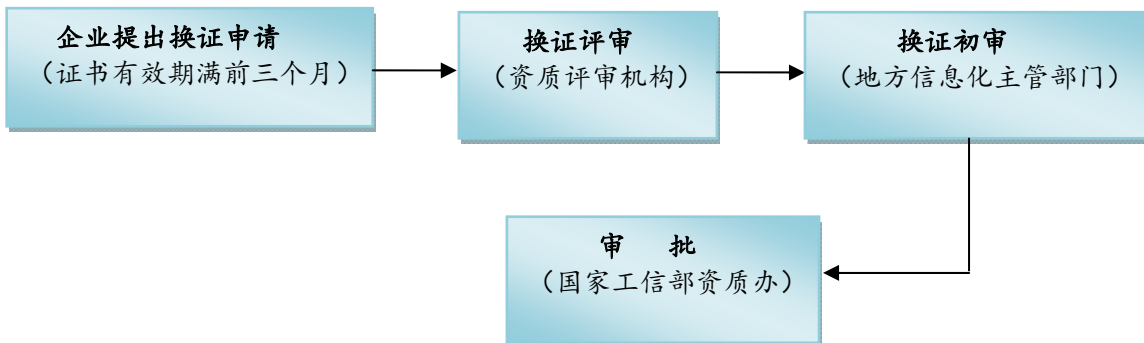 企业提出换证申请
（证书有效期满前三个月）
换证评审
（资质评审机构）
换证初审
（地方信息化主管部门）
审 批
（国家工信部资质办）